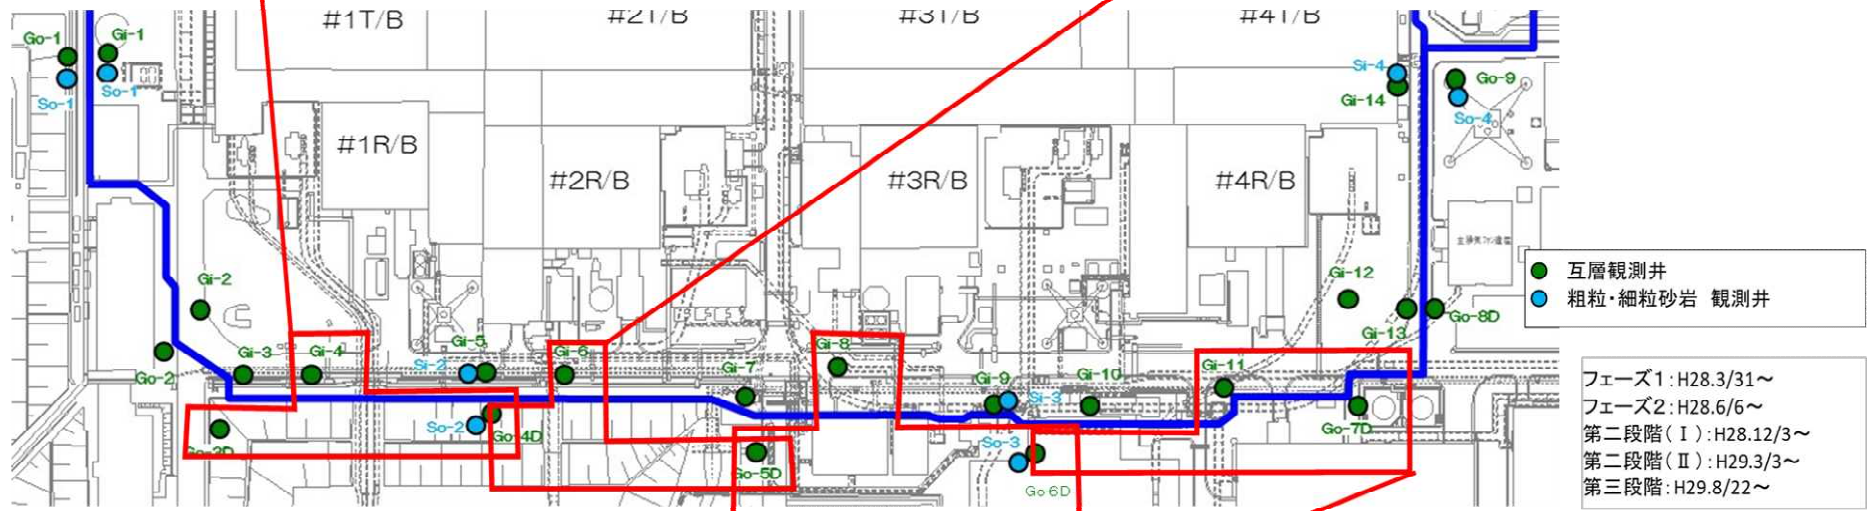 #1T/B
#2T/B
#3T/B
#4T/B
Go-1
Gi-1
So-1
So-1
Si-4
Gi-14
Go-9
So-4
#1R/B
#2R/B
#3R/B
#4R/B
Gi-2
Gi-12
Gi-13
Go-8D
互層観測井
粗粒・細粒砂岩 観測井
Go-2
Gi-3
Gi-4
Si-2
Gi-5
Gi-6
Gi-7
Gi-8
Gi-9
Si-3
Gi-10
Gi-11
Go-3D
So-2
Go-4D
Go-5D
So-3
Go-6D
Go-7D
フェーズ1:H28.3/31~
フェーズ2:H28.6/6~
第二段階(Ⅰ):H28.12/3~
第二段階(Ⅱ):H29.3/3~
第三段階:H29.8/22~